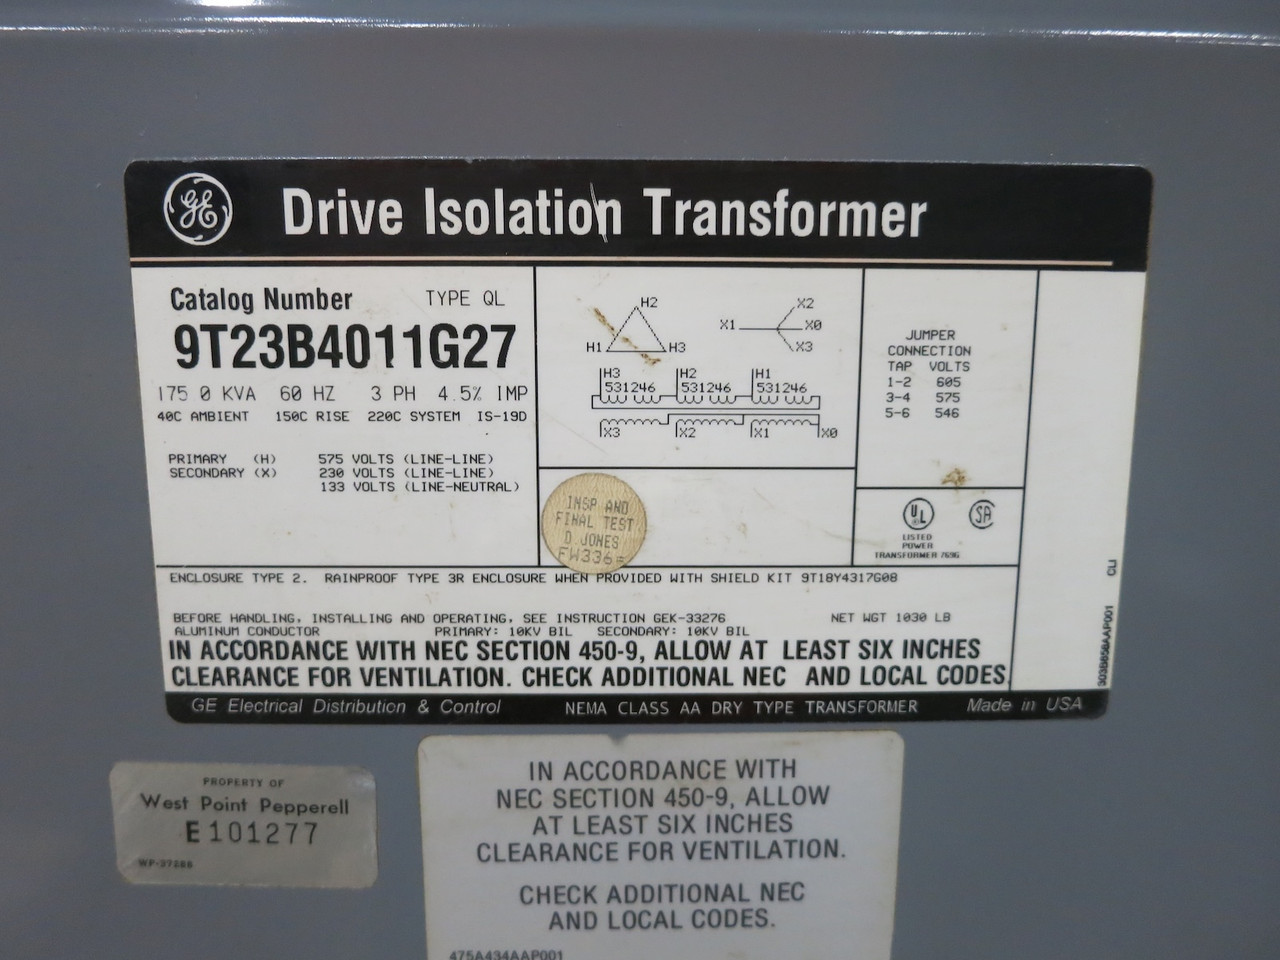 GE Drive Isolation Transformer
Catalog Number TYPE QL
9T23B4011G27
175 0 KVA 60 HZ 3 PH 4.5% IMP
40C AMBIENT 150C RISE 220C SYSTEM IS-19D
PRIMARY (H) 575 VOLTS (LINE-LINE)
SECONDARY (X) 230 VOLTS (LINE-LINE)
133 VOLTS (LINE-NEUTRAL)
H2
H1 H3
X2
X1 X0
X3
H3 H2 H1
531246 531246 531246
X3 X2 X1 X0
JUMPER
CONNECTION
TAP VOLTS
1-2 605
3-4 575
5-6 546
INSP AND
FINAL TEST
D.JONES
FW336=
UL SA
LISTED
POWER
TRANSFORMER 769G
ENCLOSURE TYPE 2. RAINPROOF TYPE 3R ENCLOSURE WHEN PROVIDED WITH SHIELD KIT 9T18Y4317G08
BEFORE HANDLING, INSTALLING AND OPERATING, SEE INSTRUCTION GEK-33276 NET WGT 1030 LB
ALUMINUM CONDUCTOR PRIMARY: 10KV BIL SECONDARY: 10KV BIL
IN ACCORDANCE WITH NEC SECTION 450-9, ALLOW AT LEAST SIX INCHES
CLEARANCE FOR VENTILATION. CHECK ADDITIONAL NEC AND LOCAL CODES.
303B856AAP001 CLI
GE Electrical Distribution & Control NEMA CLASS AA DRY TYPE TRANSFORMER Made in USA
PROPERTY OF
West Point Pepperell
E 101277
WP-37288
IN ACCORDANCE WITH
NEC SECTION 450-9, ALLOW
AT LEAST SIX INCHES
CLEARANCE FOR VENTILATION.
CHECK ADDITIONAL NEC
AND LOCAL CODES.
475A434AAP001